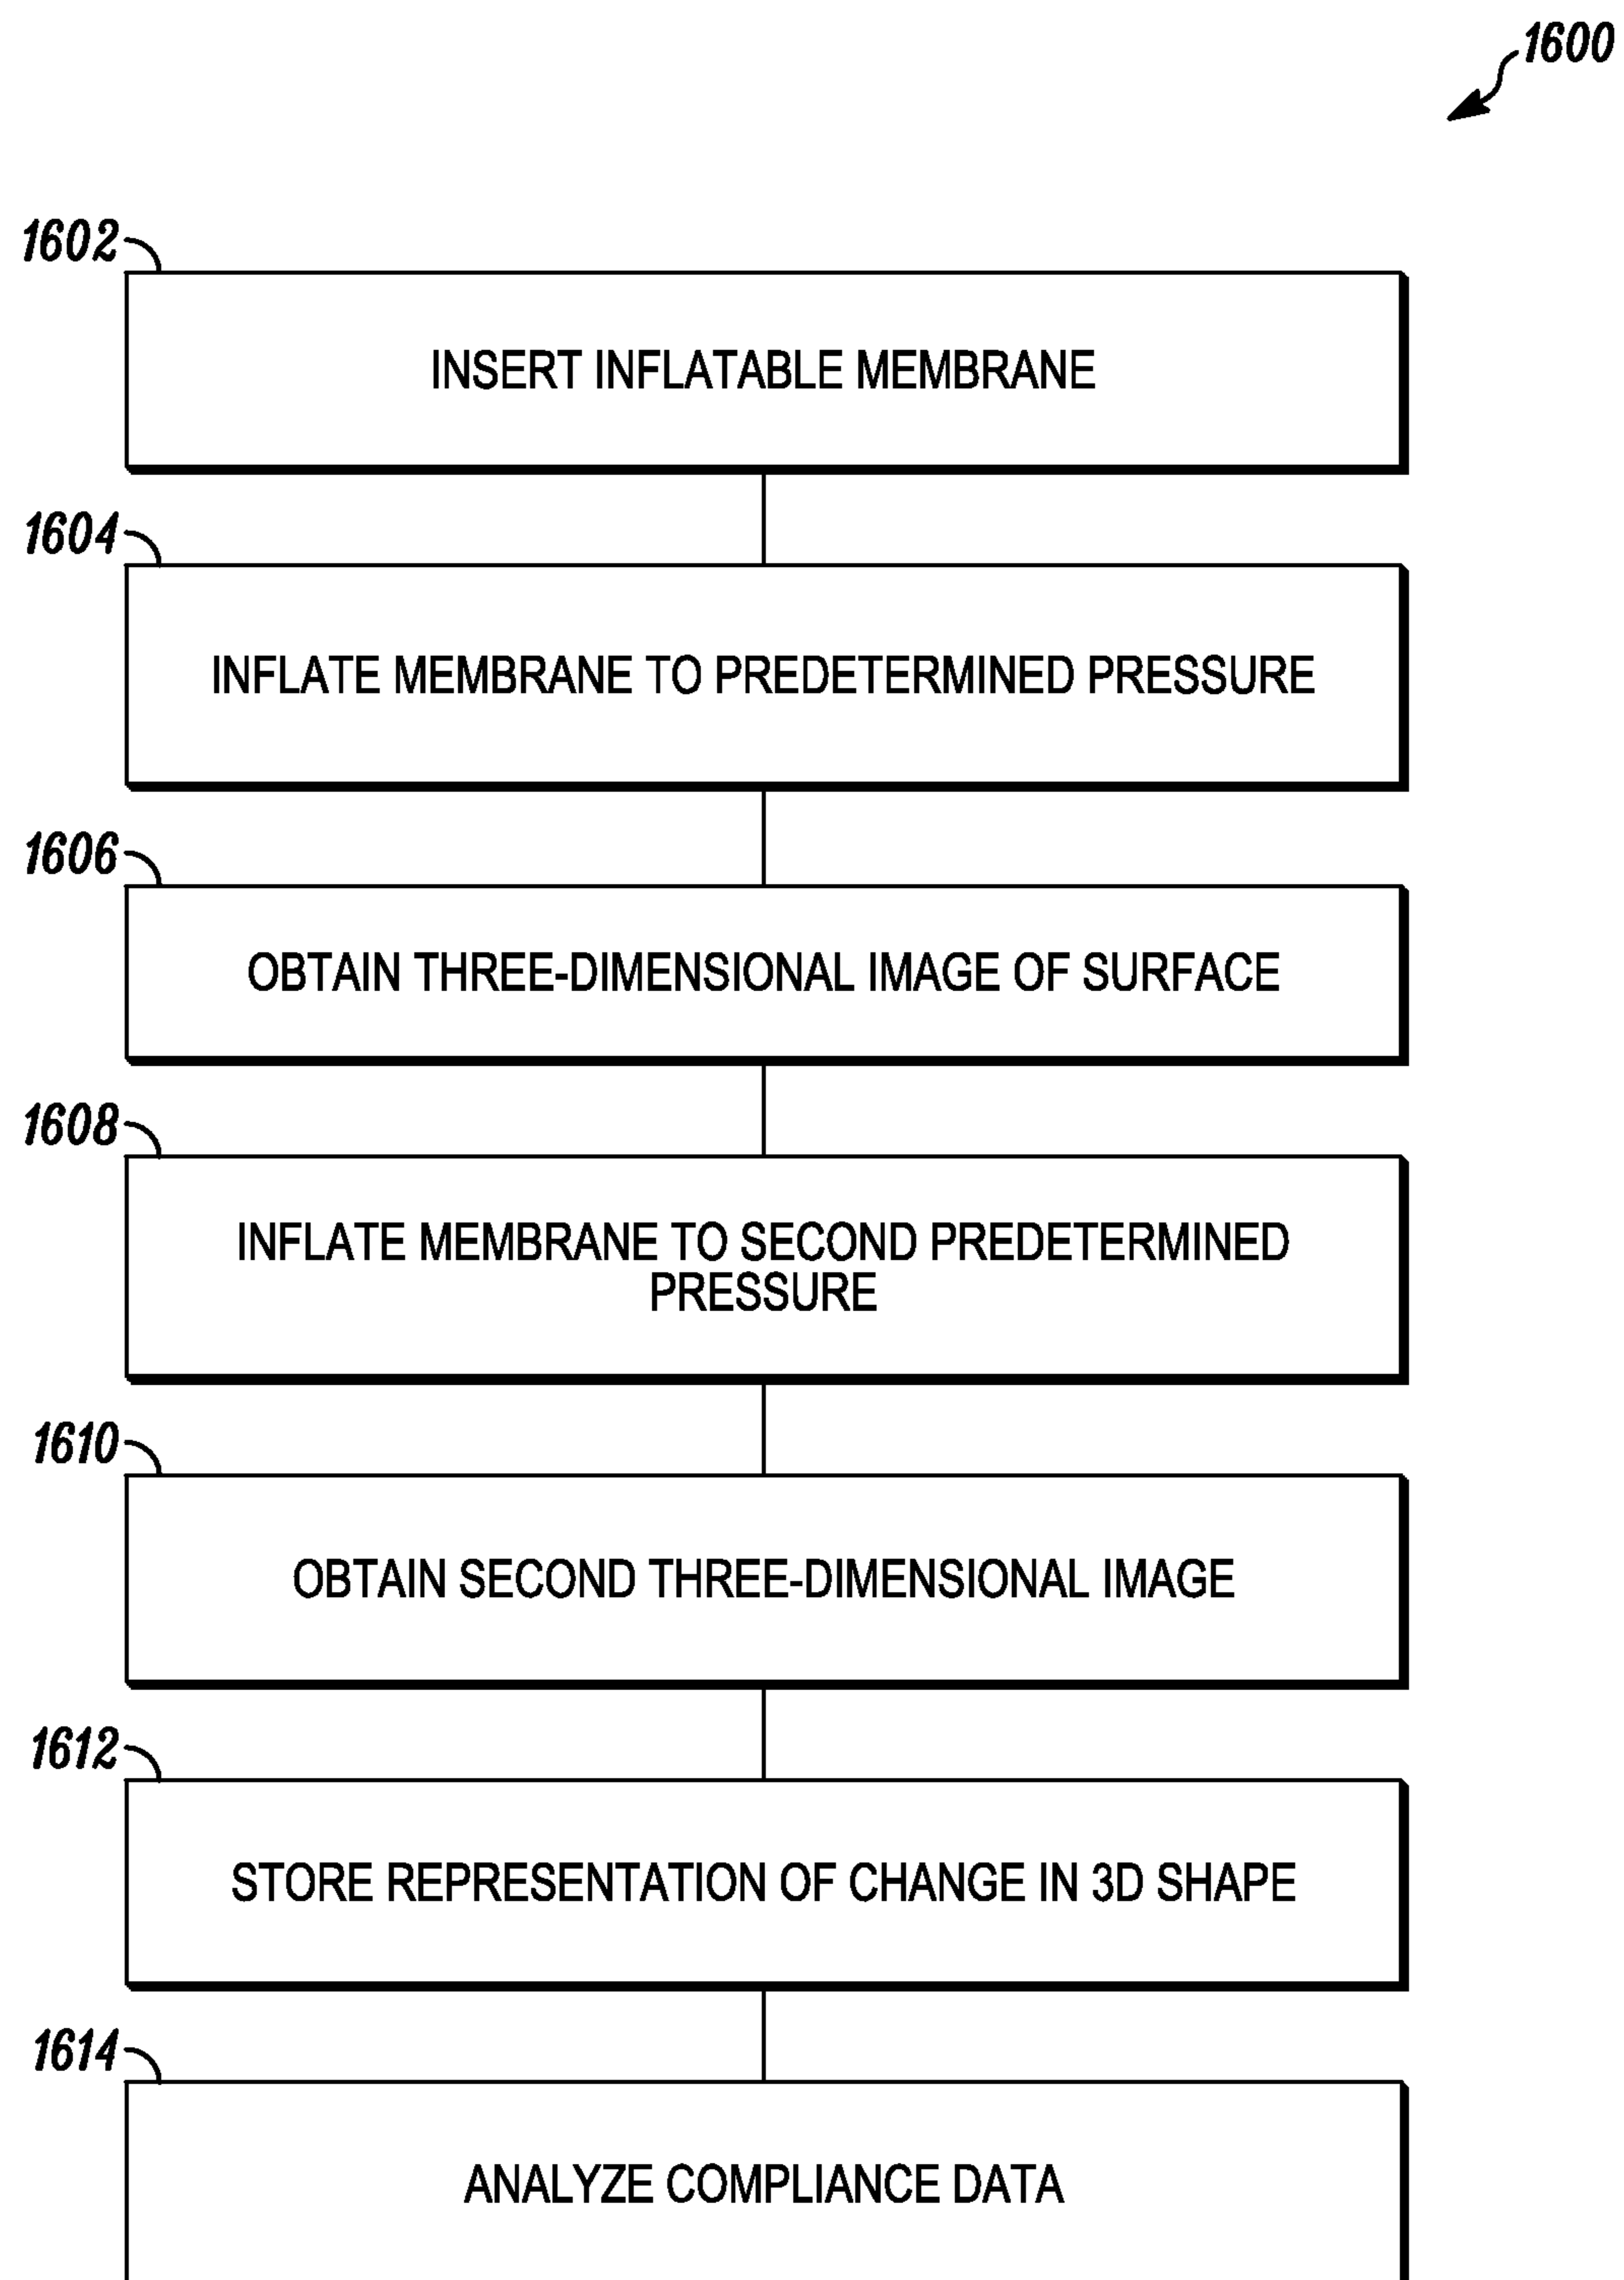 1600
1602
INSERT INFLATABLE MEMBRANE
1604
INFLATE MEMBRANE TO PREDETERMINED PRESSURE
1606
OBTAIN THREE-DIMENSIONAL IMAGE OF SURFACE
1608
INFLATE MEMBRANE TO SECOND PREDETERMINED
PRESSURE
1610
OBTAIN SECOND THREE-DIMENSIONAL IMAGE
1612
STORE REPRESENTATION OF CHANGE IN 3D SHAPE
1614
ANALYZE COMPLIANCE DATA